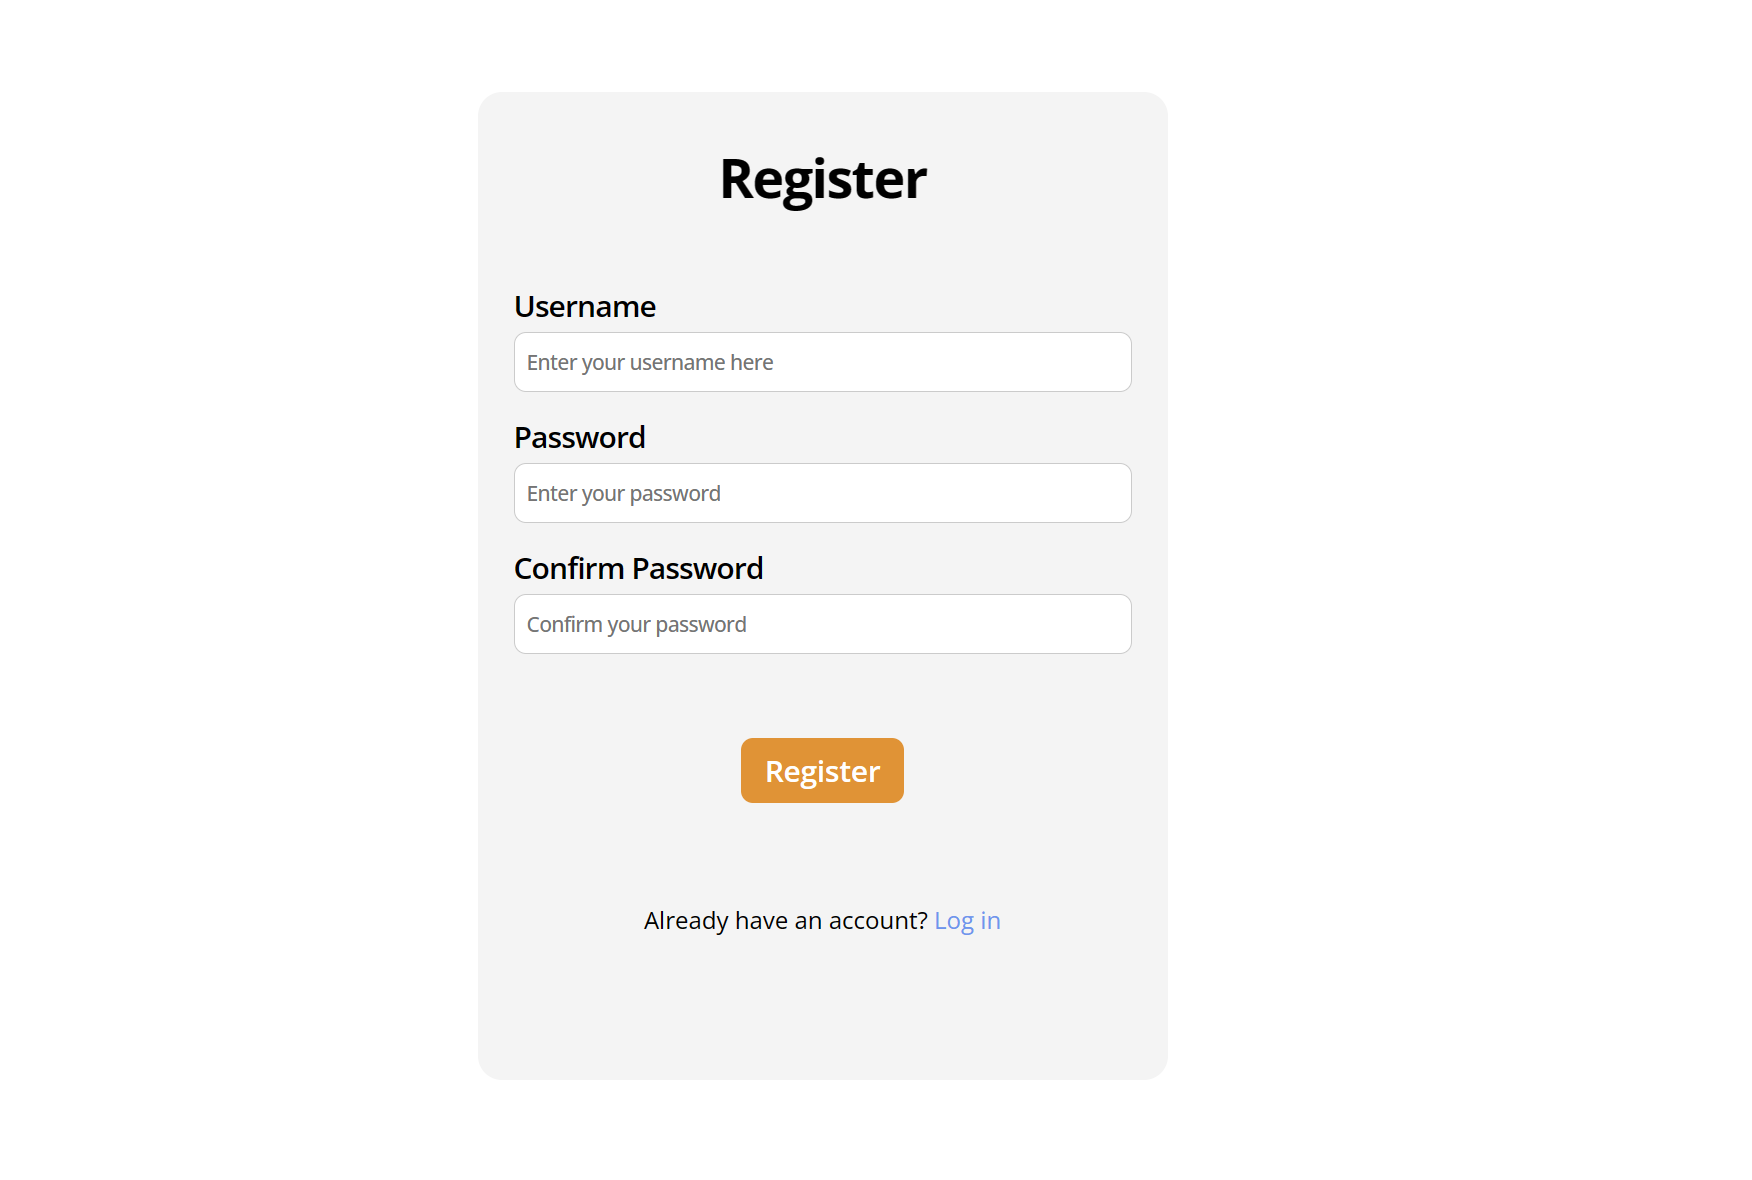 Register
Username
Enter your username here
Password
Enter your password
Confirm Password
Confirm your password
Register
Already have an account? Log in